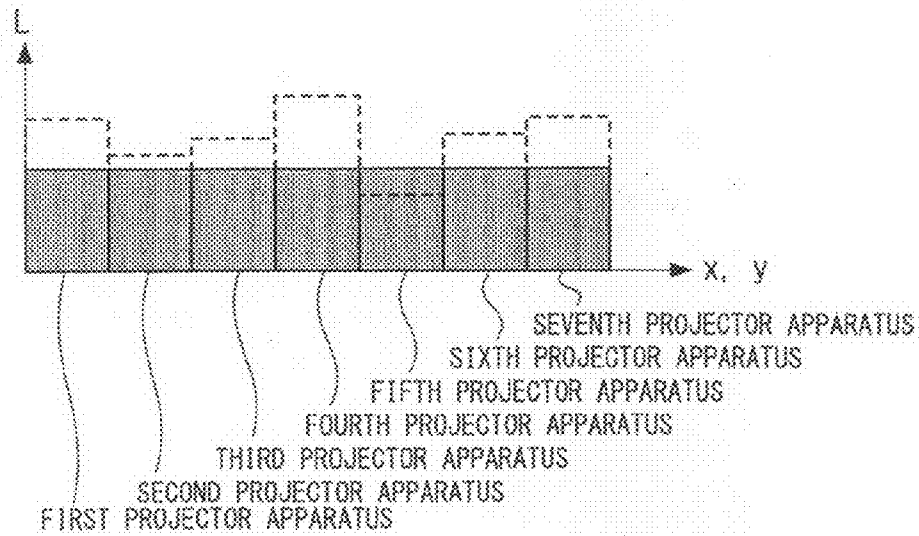 L
x, y
SEVENTH PROJECTOR APPARATUS
SIXTH PROJECTOR APPARATUS
FIFTH PROJECTOR APPARATUS
FOURTH PROJECTOR APPARATUS
THIRD PROJECTOR APPARATUS
SECOND PROJECTOR APPARATUS
FIRST PROJECTOR APPARATUS